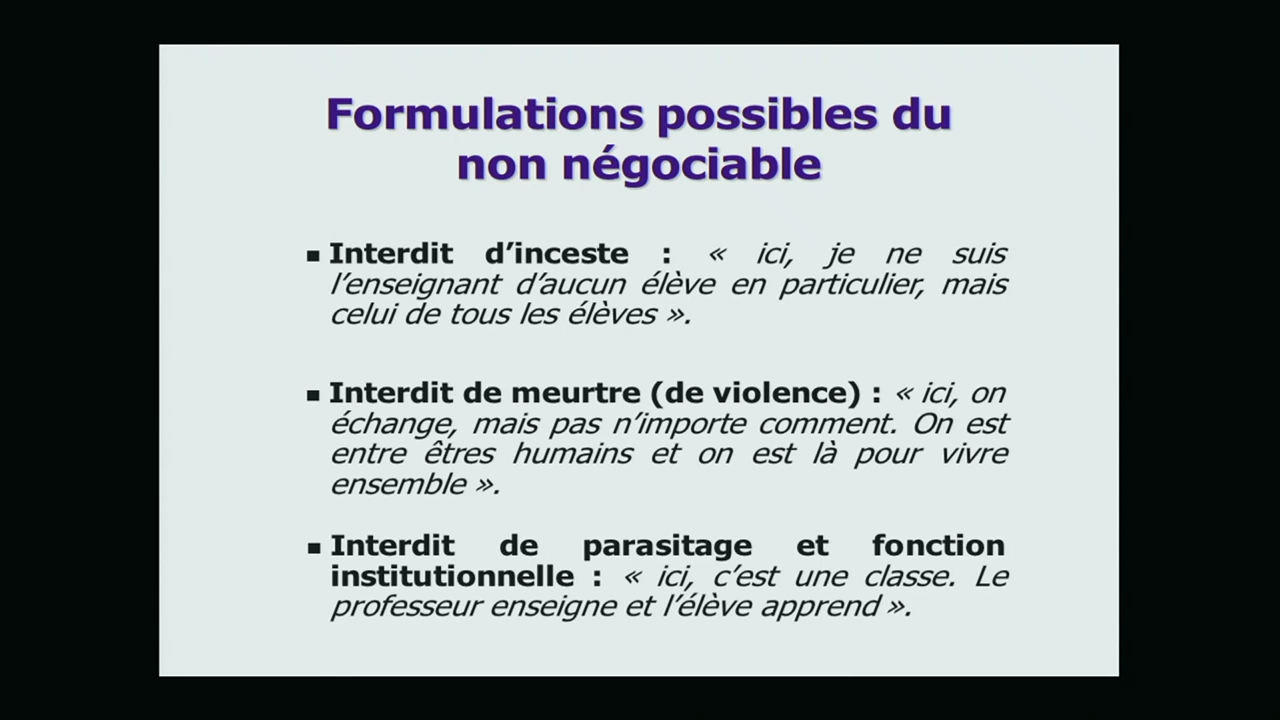 Formulations possibles du
non négociable
▪ Interdit d’inceste : « ici, je ne suis
l’enseignant d’aucun élève en particulier, mais
celui de tous les élèves ».
▪ Interdit de meurtre (de violence) : « ici, on
échange, mais pas n’importe comment. On est
entre êtres humains et on est là pour vivre
ensemble ».
▪ Interdit de parasitage et fonction
institutionnelle : « ici, c’est une classe. Le
professeur enseigne et l’élève apprend ».